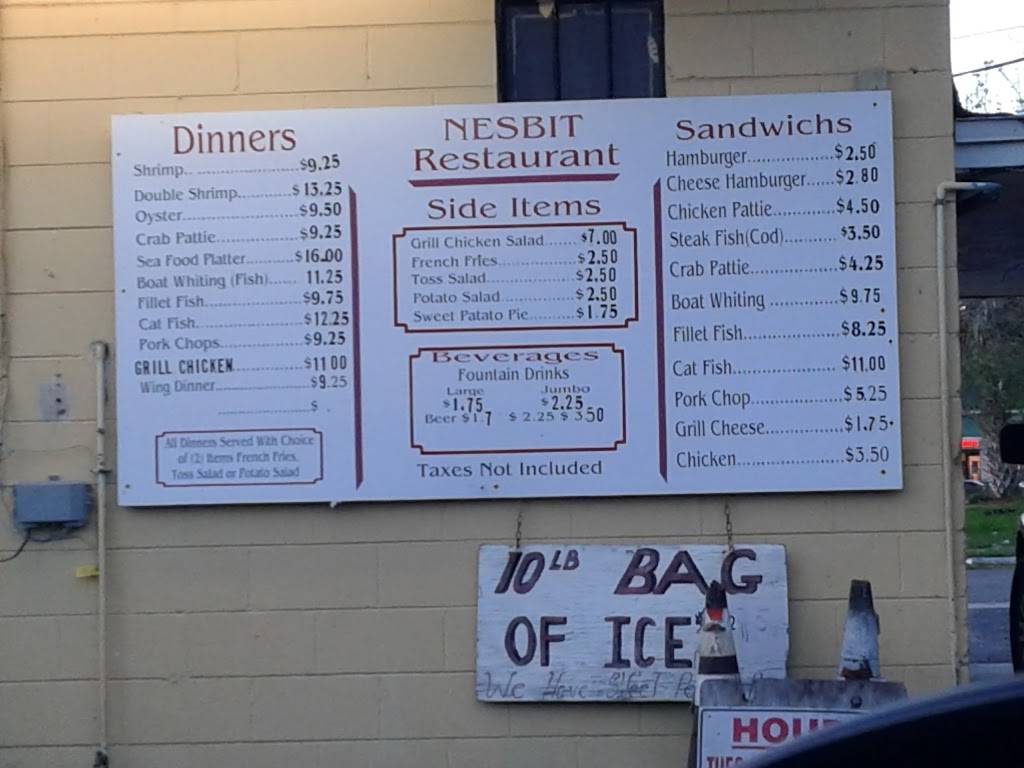 Dinners
Shrimp.. ..................$9.25
Double Shrimp............$ 13.25
Oyster.......................$9.50
Crab Pattie................$9.25
Sea Food Platter..........$16.00
Boat Whiting (Fish)...... 11.25
Fillet Fish....................$9.75
Cat Fish.....................$12.25
Pork Chops................$9.25
GRILL CHICKEN..............$11 00
Wing Dinner................$9.25
......................$ .
All Dinners Served With Choice
of (2) Items French Fries,
Toss Salad or Potato Salad
NESBIT
Restaurant
Side Items
Grill Chicken Salad.......$7.00
French Fries................$2.50
Toss Salad..................$2.50
Potato Salad...............$2.50
Sweet Patato Pie.........$1.75
Beverages
Fountain Drinks
Large Jumbo
$1.75 $2.25
Beer $1.7 $ 2.25 $ 3.50
Taxes Not Included
Sandwichs
Hamburger..................$2.50
Cheese Hamburger......$2.80
Chicken Pattie.............$4.50
Steak Fish(Cod)...........$3.50
Crab Pattie.................$4.25
Boat Whiting ...............$9.75
Fillet Fish....................$8.25
Cat Fish.....................$11.00
Pork Chop...................$5.25
Grill Cheese................$1.75
Chicken......................$3.50
10LB BAG
OF ICE
We Have
HOU
TUES